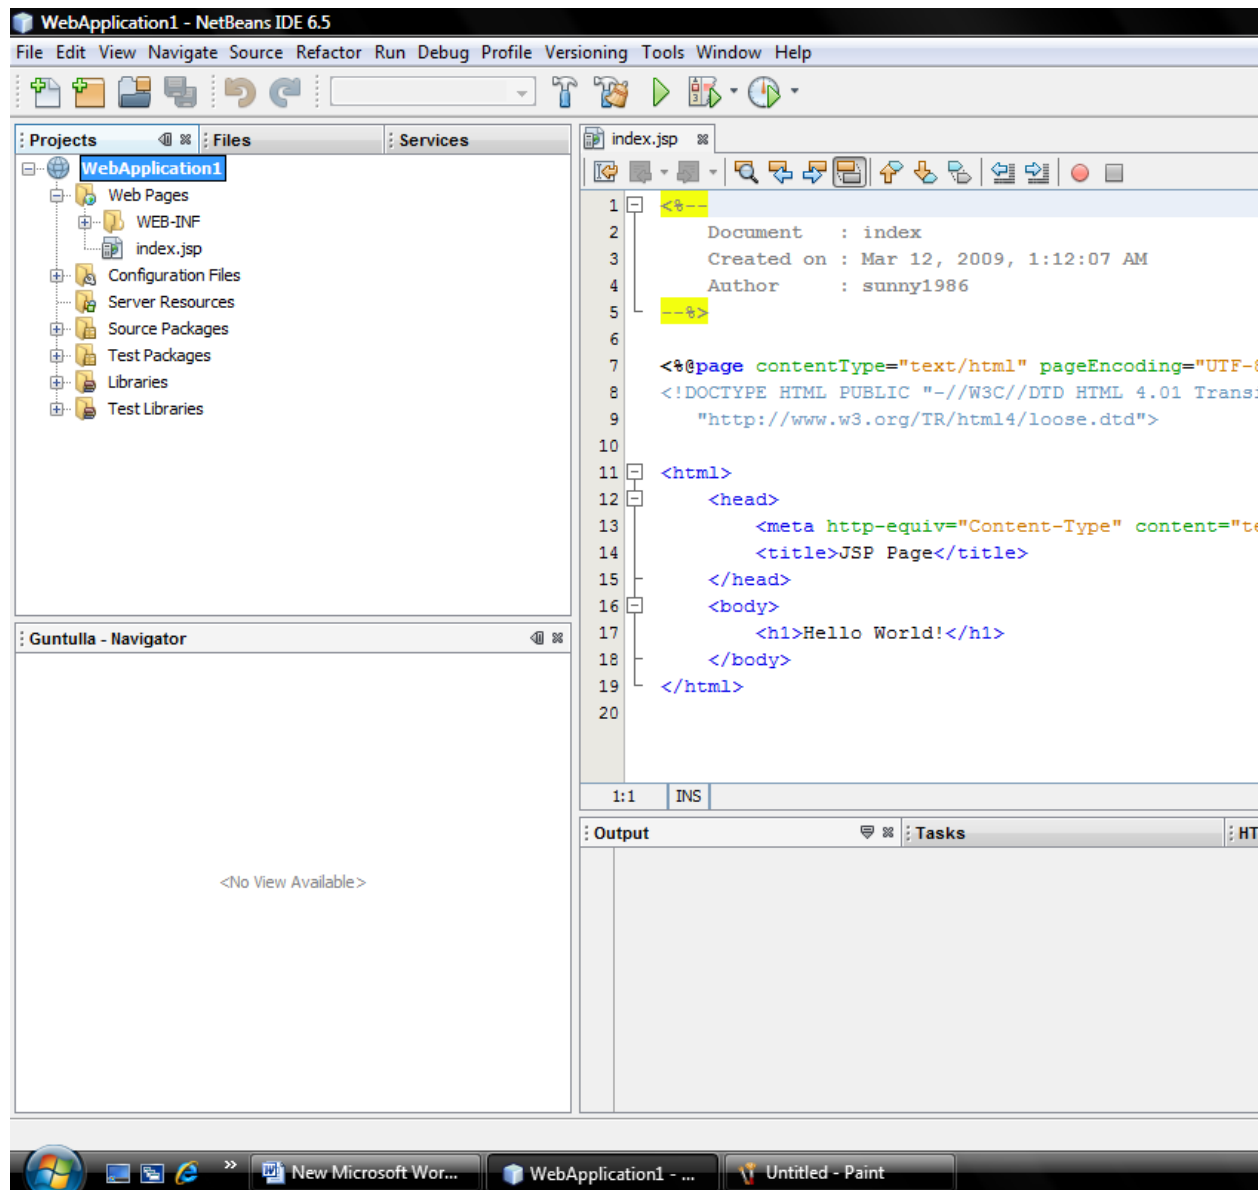 WebApplication1 - NetBeans IDE 6.5
File Edit View Navigate Source Refactor Run Debug Profile Versioning Tools Window Help
Projects
Files
Services
WebApplication1
Web Pages
WEB-INF
index.jsp
Configuration Files
Server Resources
Source Packages
Test Packages
Libraries
Test Libraries
Guntulla - Navigator
<No View Available>
index.jsp
1 <%--
2 Document : index
3 Created on : Mar 12, 2009, 1:12:07 AM
4 Author : sunny1986
5 --%>
6
7 <%@page contentType="text/html" pageEncoding="UTF-8
8 <!DOCTYPE HTML PUBLIC "-//W3C//DTD HTML 4.01 Transi
9 "http://www.w3.org/TR/html4/loose.dtd">
10
11 <html>
12 <head>
13 <meta http-equiv="Content-Type" content="te
14 <title>JSP Page</title>
15 </head>
16 <body>
17 <h1>Hello World!</h1>
18 </body>
19 </html>
20
1:1 INS
Output
Tasks
HT
New Microsoft Wor...
WebApplication1 - ...
Untitled - Paint